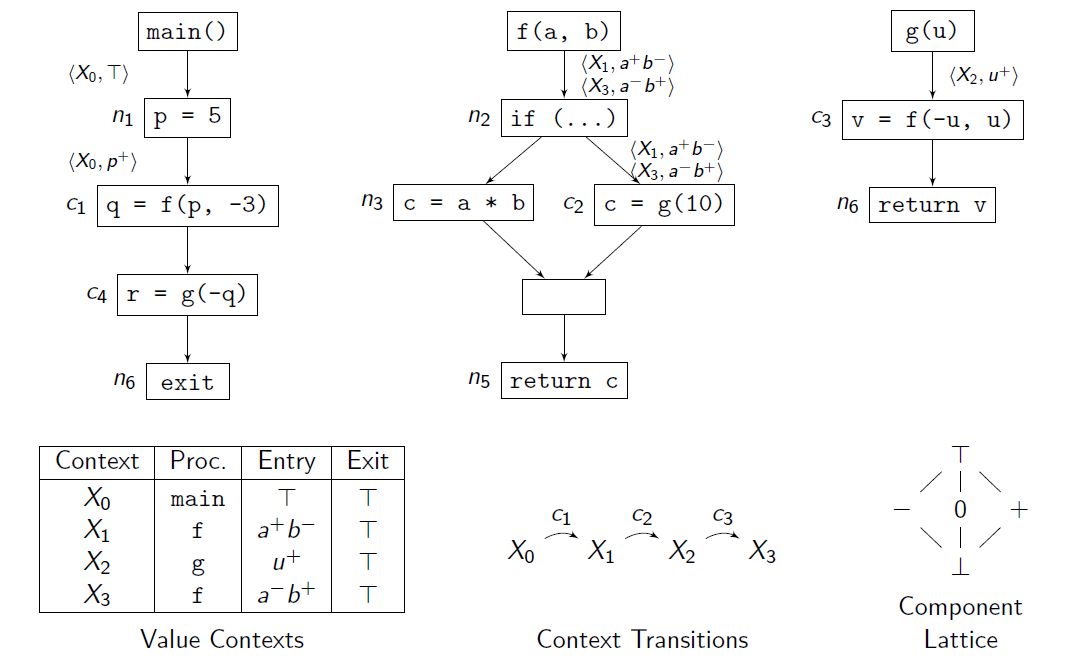 main()
⟨X₀, ⊤⟩
n₁ p = 5
⟨X₀, p⁺⟩
c₁ q = f(p, -3)
c₄ r = g(-q)
n₆ exit
f(a, b)
⟨X₁, a⁺b⁻⟩
⟨X₃, a⁻b⁺⟩
n₂ if (...)
⟨X₁, a⁺b⁻⟩
⟨X₃, a⁻b⁺⟩
n₃ c = a * b
c₂ c = g(10)
n₅ return c
g(u)
⟨X₂, u⁺⟩
c₃ v = f(-u, u)
n₆ return v
Context Proc. Entry Exit
X₀ main ⊤ ⊤
X₁ f a⁺b⁻ ⊤
X₂ g u⁺ ⊤
X₃ f a⁻b⁺ ⊤
Value Contexts
c₁ c₂ c₃
X₀ X₁ X₂ X₃
Context Transitions
⊤
− 0 +
⊥
Component
Lattice